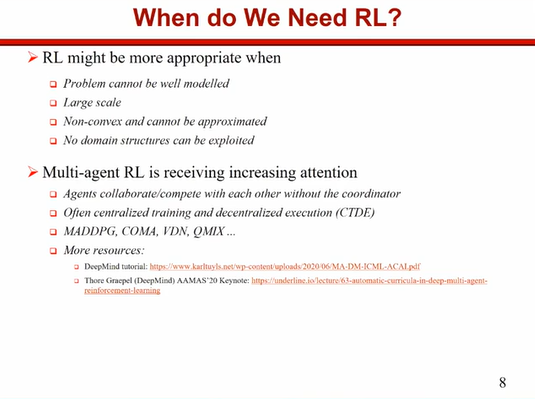 When do We Need RL?
RL might be more appropriate when
Problem cannot be well modelled
Large scale
Non-convex and cannot be approximated
No domain structures can be exploited
Multi-agent RL is receiving increasing attention
Agents collaborate/compete with each other without the coordinator
Often centralized training and decentralized execution (CTDE)
MADDPG, COMA, VDN, QMIX ...
More resources:
DeepMind tutorial: https://www.karltuyls.net/wp-content/uploads/2020/06/MA-DM-ICML-ACAI.pdf
Thore Graepel (DeepMind) AAMAS'20 Keynote: https://underline.io/lecture/63-automatic-curricula-in-deep-multi-agent-
reinforcement-learning
8